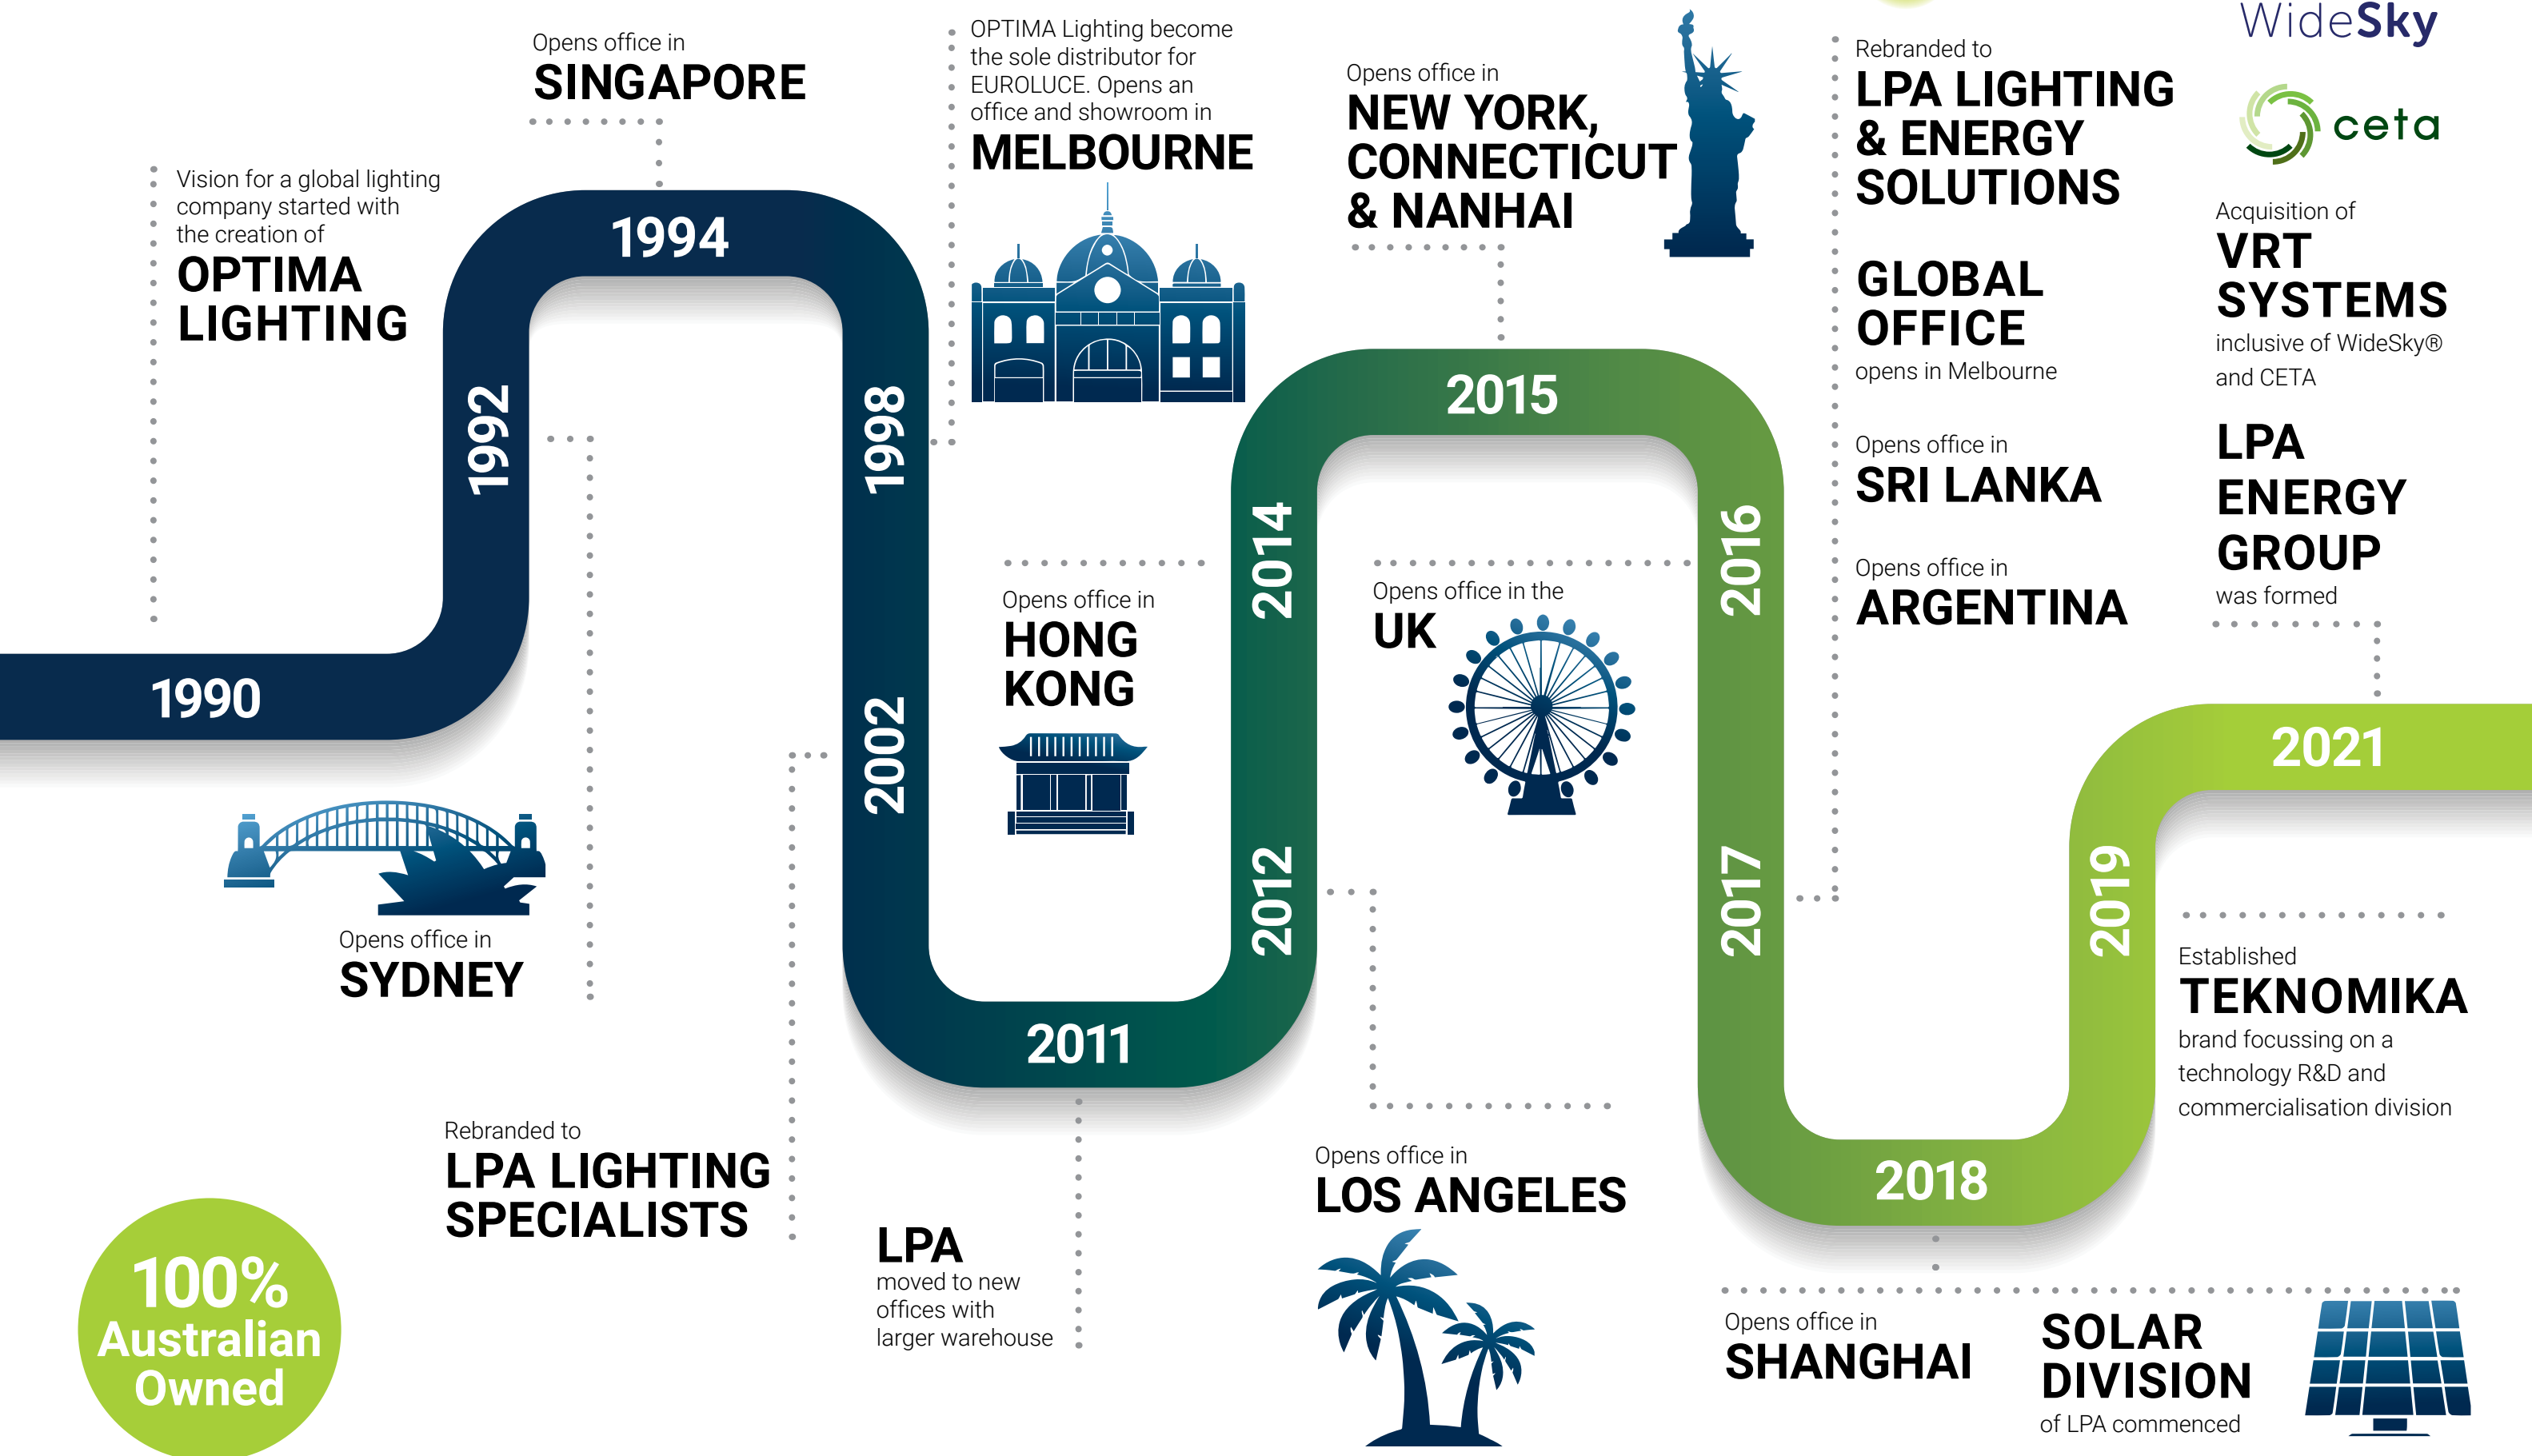 1990
Vision for a global lighting
company started with
the creation of
OPTIMA
LIGHTING
1992
Opens office in
SYDNEY
1994
Opens office in
SINGAPORE
1998
OPTIMA Lighting become
the sole distributor for
EUROLUCE. Opens an
office and showroom in
MELBOURNE
2002
Rebranded to
LPA LIGHTING
SPECIALISTS
2011
LPA
moved to new
offices with
larger warehouse
2012
Opens office in
LOS ANGELES
2014
Opens office in
HONG
KONG
2015
Opens office in
NEW YORK,
CONNECTICUT
& NANHAI
2016
Opens office in the
UK
2017
Rebranded to
LPA LIGHTING
& ENERGY
SOLUTIONS
GLOBAL
OFFICE
opens in Melbourne
Opens office in
SRI LANKA
Opens office in
ARGENTINA
2018
Opens office in
SHANGHAI
SOLAR
DIVISION
of LPA commenced
2019
Established
TEKNOMIKA
brand focussing on a
technology R&D and
commercialisation division
2021
WideSky
ceta
Acquisition of
VRT
SYSTEMS
inclusive of WideSky®
and CETA
LPA
ENERGY
GROUP
was formed
100%
Australian
Owned